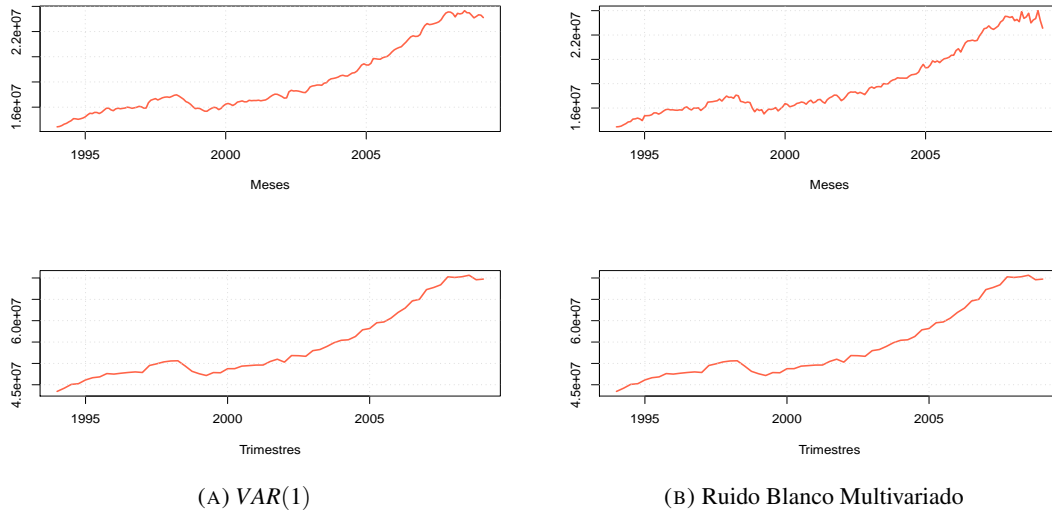 2.2e+07
1.6e+07
1995 2000 2005
Meses
2.2e+07
1.6e+07
1995 2000 2005
Meses
6.0e+07
4.5e+07
1995 2000 2005
Trimestres
6.0e+07
4.5e+07
1995 2000 2005
Trimestres
(A) VAR(1)
(B) Ruido Blanco Multivariado